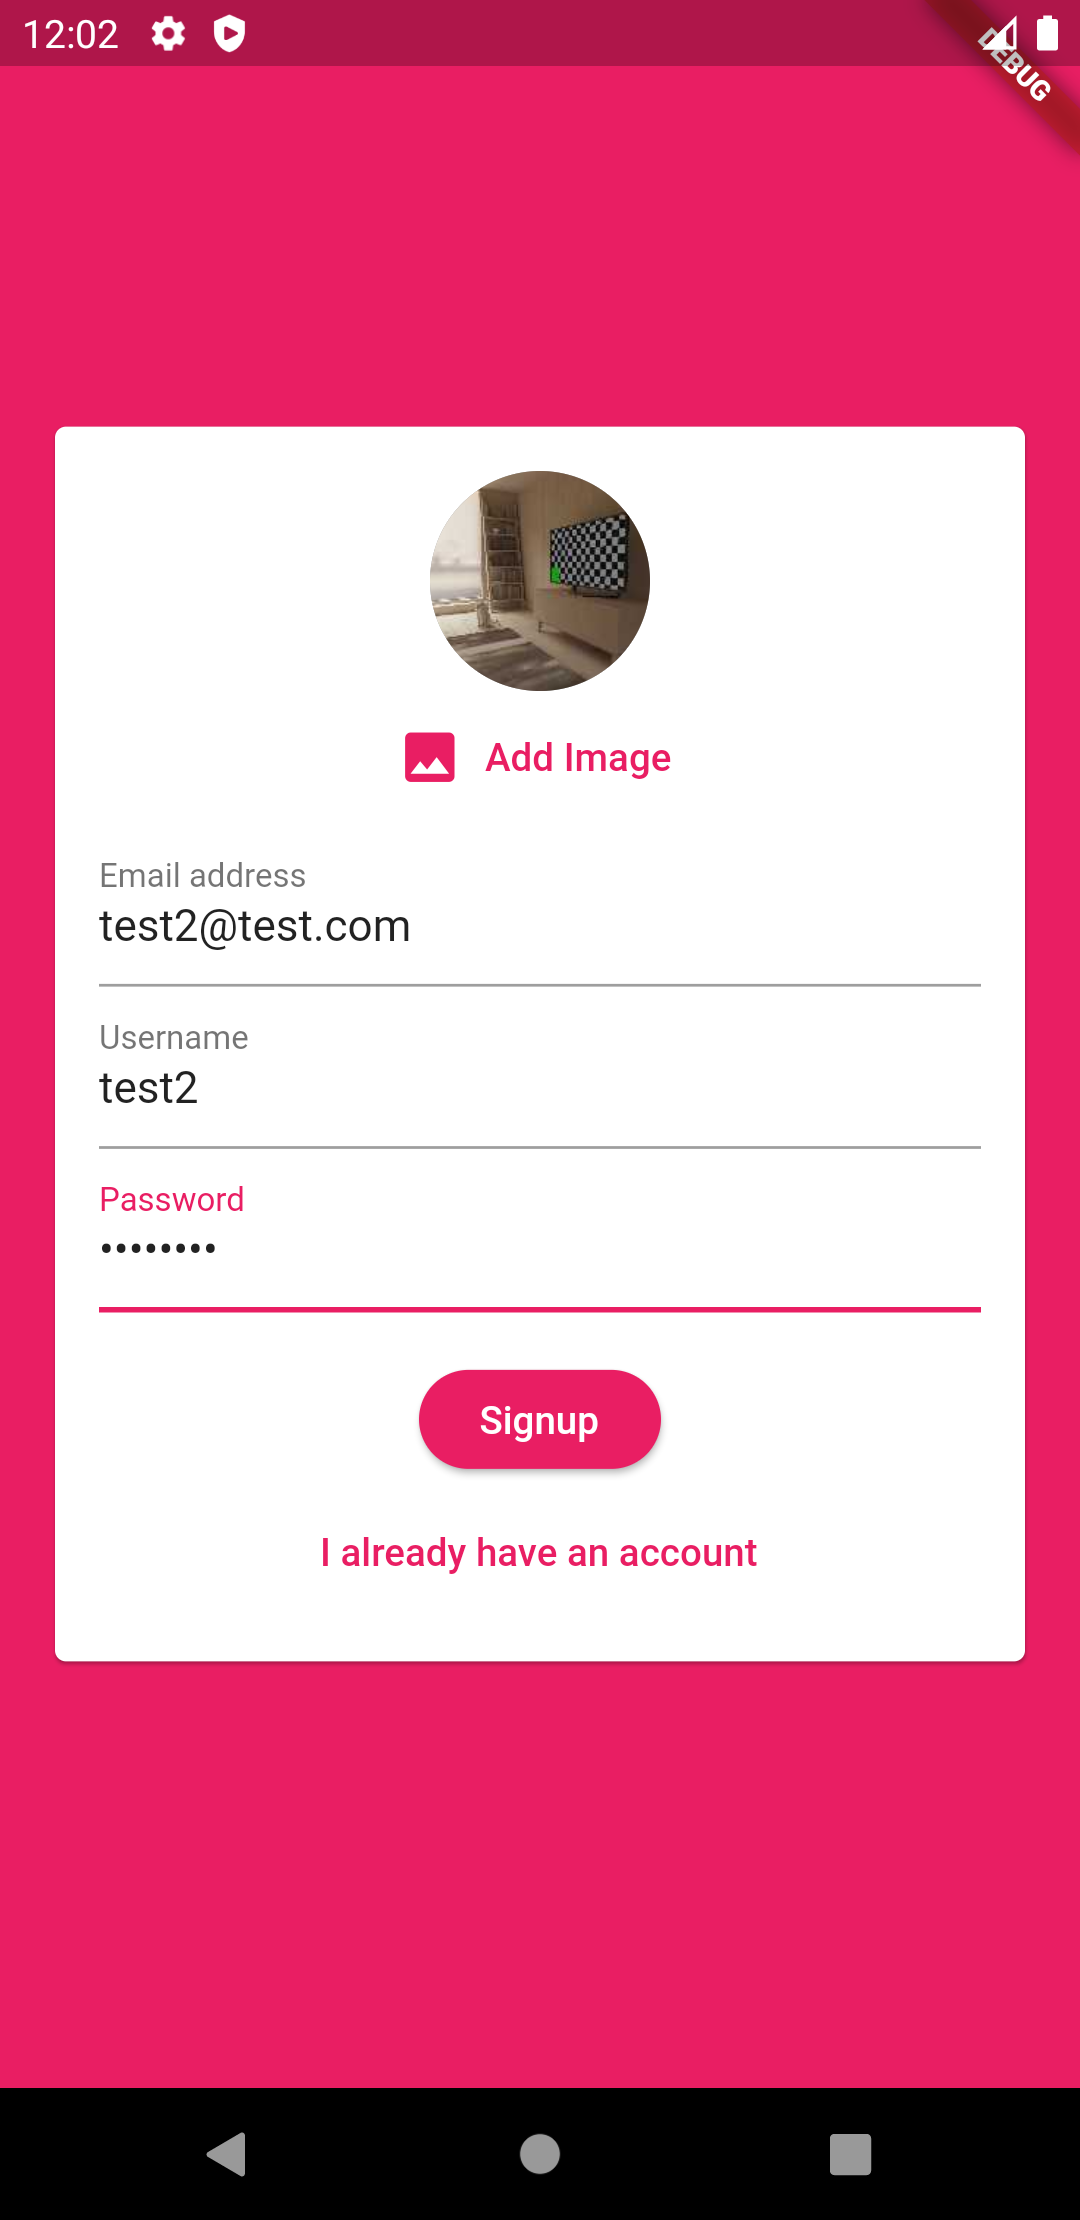 12:02
DEBUG
Add Image
Email address
test2@test.com
Username
test2
Password
••••••••
Signup
I already have an account